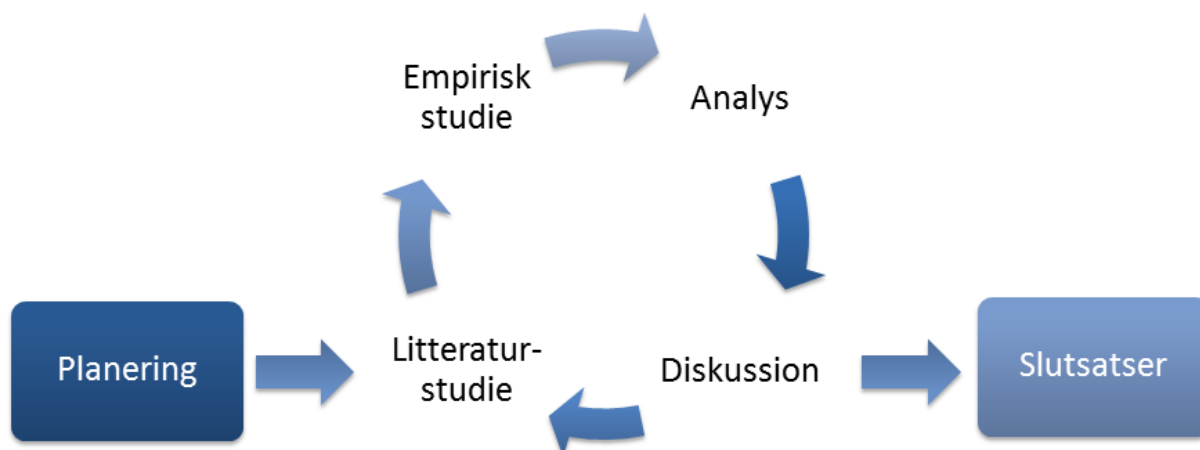 Empirisk
studie
Analys
Planering
Litteratur-
studie
Diskussion
Slutsatser